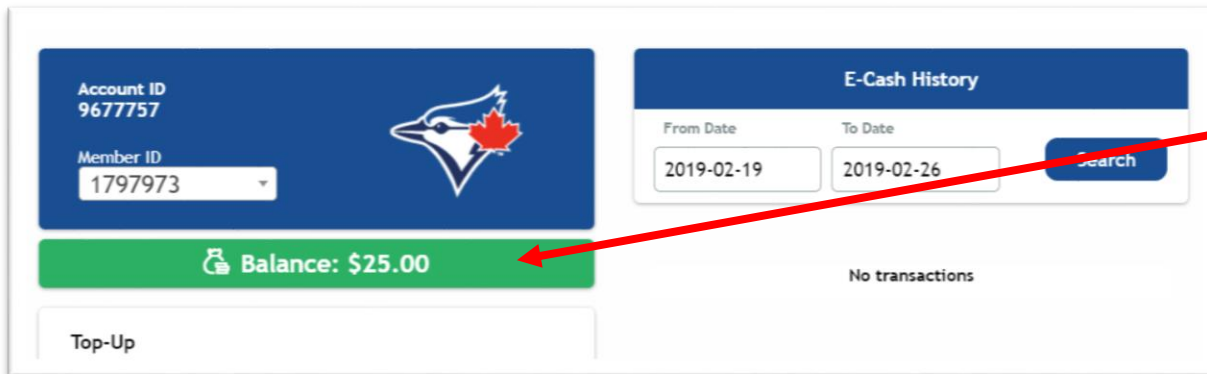 Account ID
9677757
Member ID
1797973
Balance: $25.00
Top-Up
E-Cash History
From Date
To Date
2019-02-19
2019-02-26
Search
No transactions